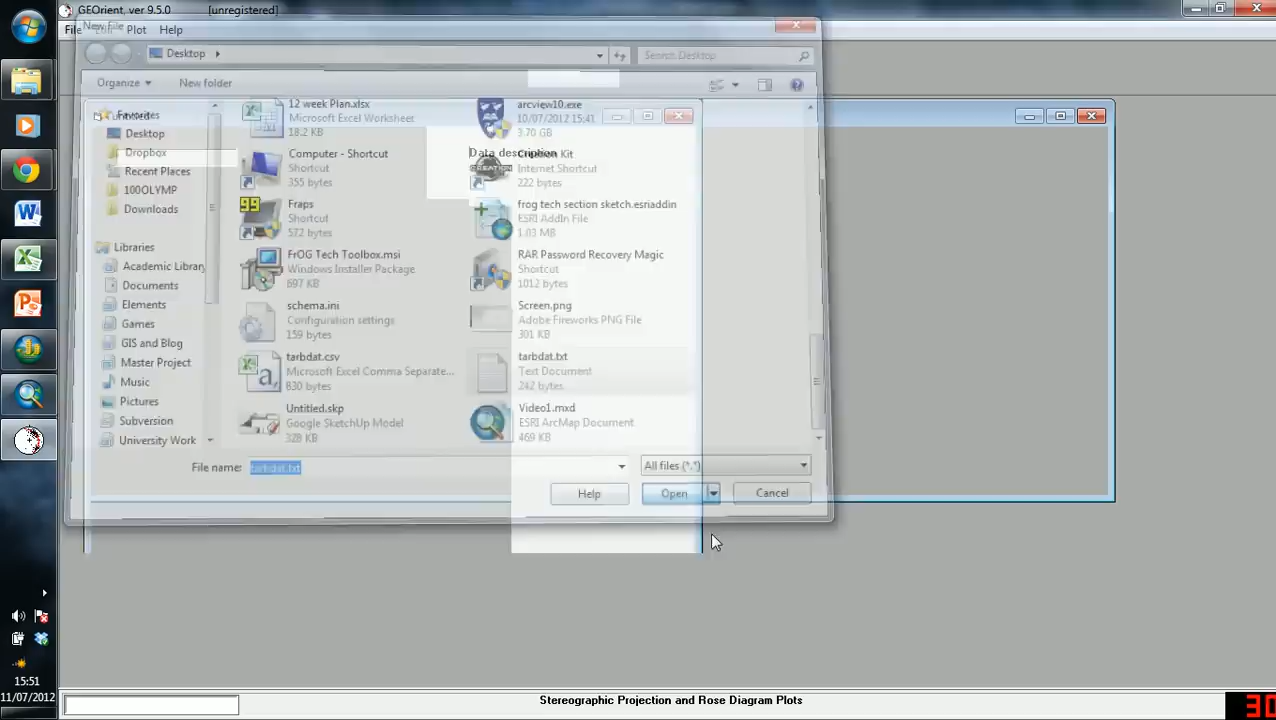 GEOrient, ver 9.5.0 [unregistered]
New File
File Edit Plot Help
Desktop
Search Desktop
Organize New folder
Favorites
Desktop
Dropbox
Recent Places
100OLYMP
Downloads
Libraries
Academic Library
Documents
Elements
Games
GIS and Blog
Master Project
Music
Pictures
Subversion
University Work
12 week Plan.xlsx
Microsoft Excel Worksheet
18.2 KB
Computer - Shortcut
Shortcut
355 bytes
99
Fraps
Shortcut
572 bytes
FrOG Tech Toolbox.msi
Windows Installer Package
697 KB
schema.ini
Configuration settings
159 bytes
tarbdat.csv
Microsoft Excel Comma Separate...
830 bytes
Untitled.skp
Google SketchUp Model
328 KB
arcview10.exe
10/07/2012 15:41
3.70 GB
Data description
Creation Kit
Internet Shortcut
222 bytes
frog tech section sketch.esriaddin
ESRI AddIn File
1.03 MB
RAR Password Recovery Magic
Shortcut
1012 bytes
Screen.png
Adobe Fireworks PNG File
301 KB
tarbdat.txt
Text Document
242 bytes
Video1.mxd
ESRI ArcMap Document
469 KB
File name: tarbdat.txt All files (*.*)
Help Open Cancel
15:51
11/07/2012
Stereographic Projection and Rose Diagram Plots
30